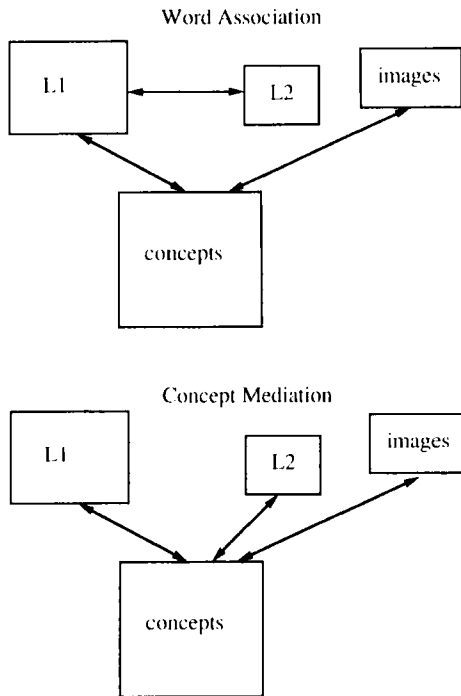 Word Association
L1
L2
images
concepts
Concept Mediation
L1
L2
images
concepts